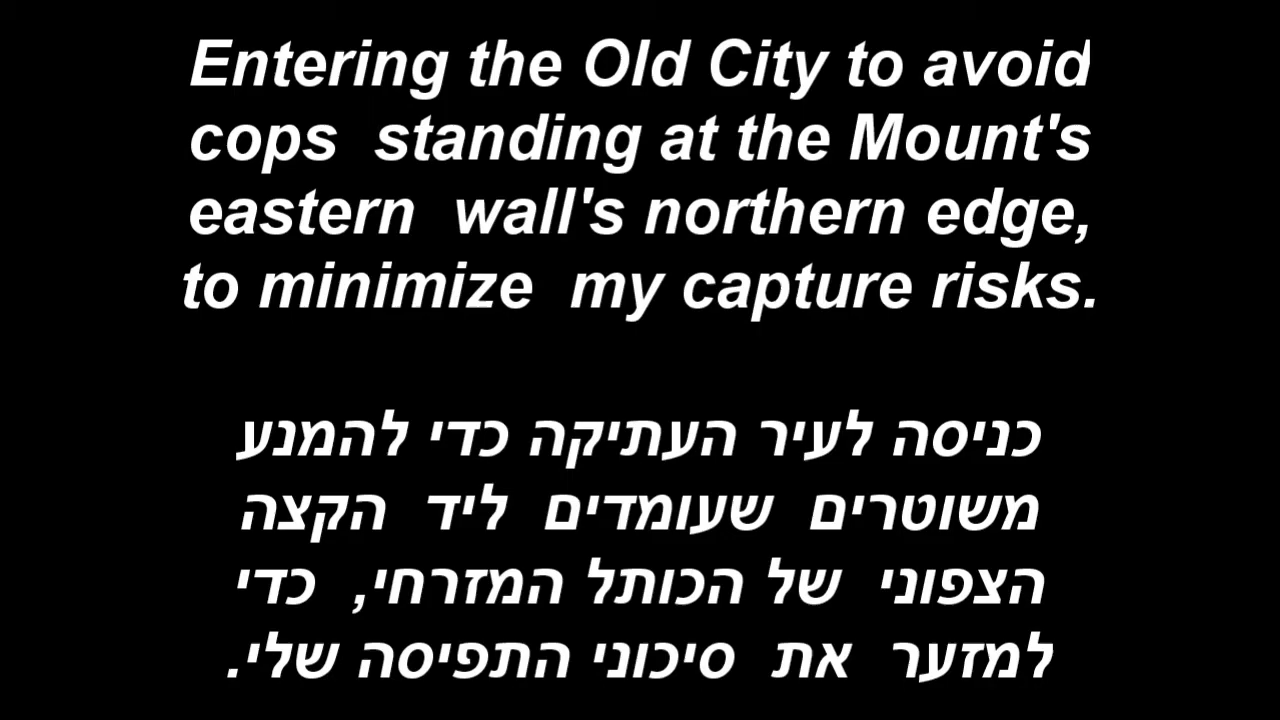 Entering the Old City to avoid
cops standing at the Mount's
eastern wall's northern edge,
to minimize my capture risks.
כניסה לעיר העתיקה כדי להמנע
משוטרים שעומדים ליד הקצה
הצפוני של הכותל המזרחי, כדי
למזער את סיכוני התפיסה שלי.